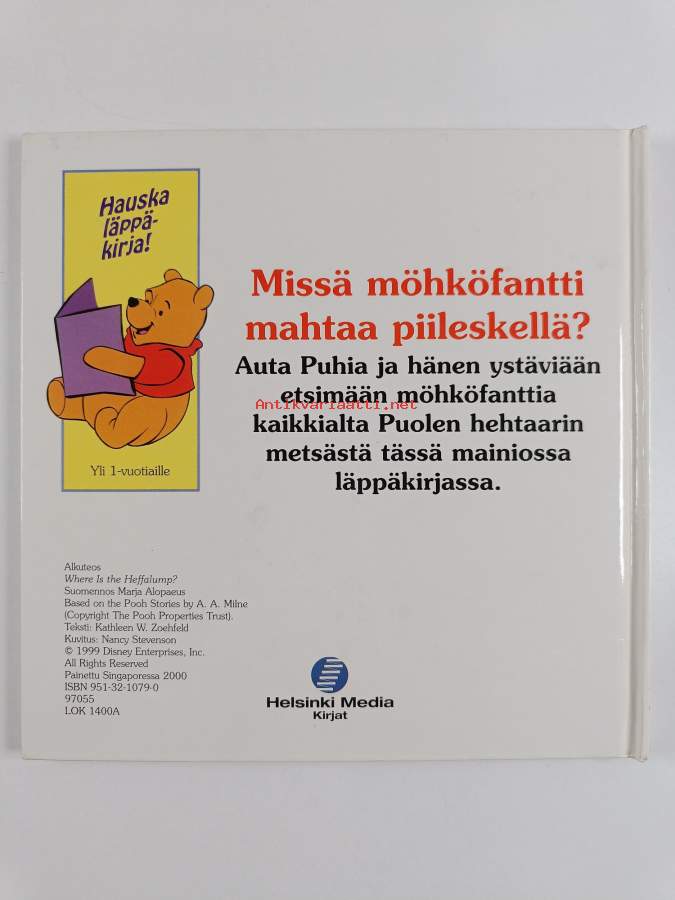 Hauska
läppä-
kirja!
Yli 1-vuotiaille
Missä möhköfantti
mahtaa piileskellä?
Auta Puhia ja hänen ystäviään
etsimään möhköfanttia
Antikvariaatti.net
kaikkialta Puolen hehtaarin
metsästä tässä mainiossa
läppäkirjassa.
Alkuteos
Where Is the Heffalump?
Suomennos Marja Alopaeus
Based on the Pooh Stories by A. A. Milne
(Copyright The Pooh Properties Trust).
Teksti: Kathleen W. Zoehfeld
Kuvitus: Nancy Stevenson
© 1999 Disney Enterprises, Inc.
All Rights Reserved
Painettu Singaporessa 2000
ISBN 951-32-1079-0
97055
LOK 1400A
Helsinki Media
Kirjat